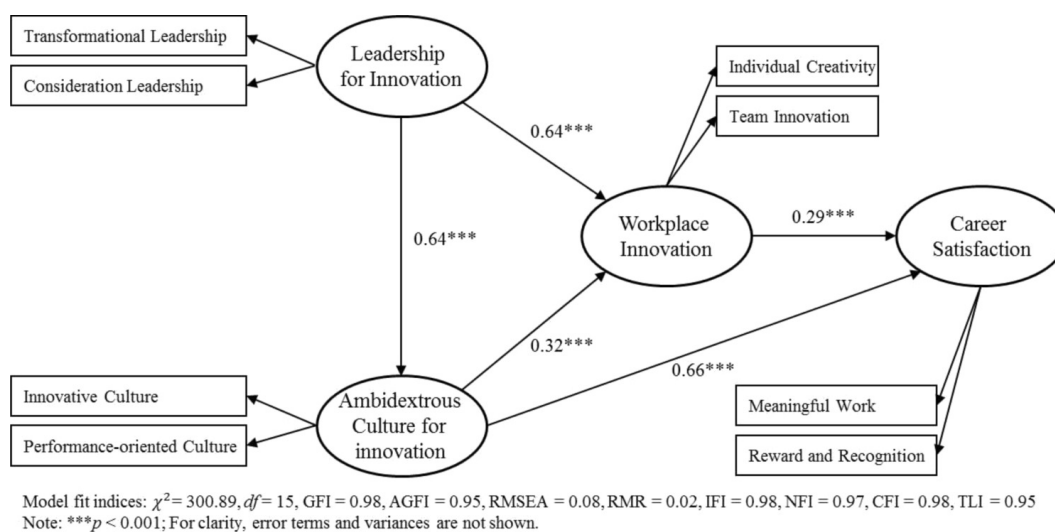 Transformational Leadership
Consideration Leadership
Leadership
for Innovation
Individual Creativity
Team Innovation
0.64***
Workplace
Innovation
0.29***
Career
Satisfaction
0.64***
0.32***
0.66***
Innovative Culture
Performance-oriented Culture
Ambidextrous
Culture for
innovation
Meaningful Work
Reward and Recognition
Model fit indices: χ² = 300.89, df = 15, GFI = 0.98, AGFI = 0.95, RMSEA = 0.08, RMR = 0.02, IFI = 0.98, NFI = 0.97, CFI = 0.98, TLI = 0.95
Note: ***p < 0.001; For clarity, error terms and variances are not shown.